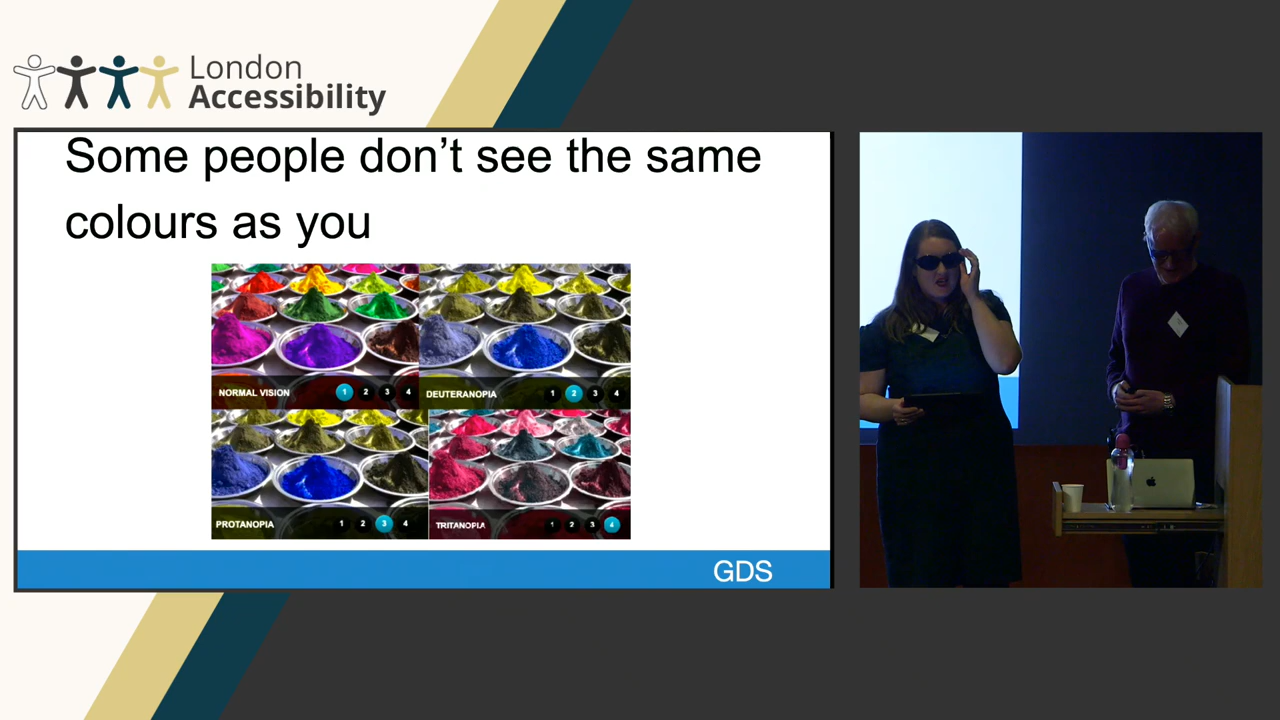 London
Accessibility
Some people don’t see the same
colours as you
NORMAL VISION 1 2 3 4
DEUTERANOPIA 1 2 3 4
PROTANOPIA 1 2 3 4
TRITANOPIA 1 2 3 4
GDS